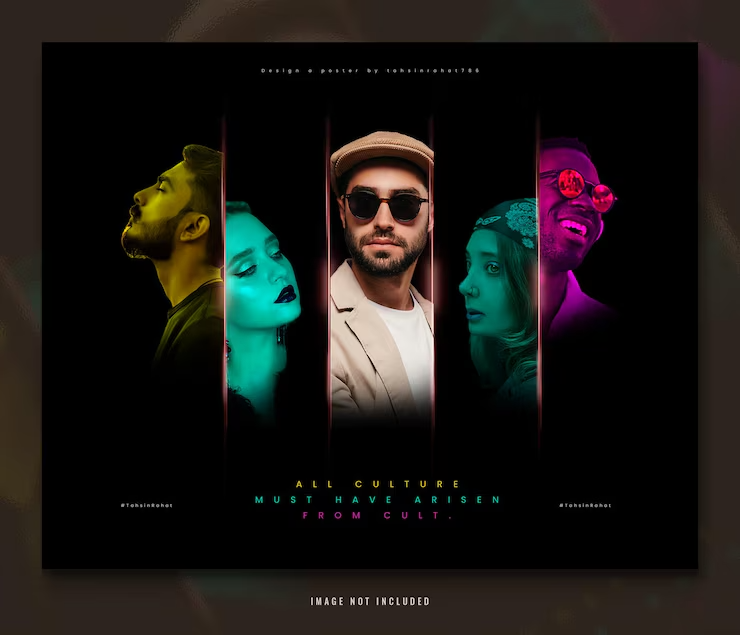 Design a poster by tahsinrahat786
ALL CULTURE
MUST HAVE ARISEN
FROM CULT.
#TahsinRahat
#TahsinRahat
IMAGE NOT INCLUDED